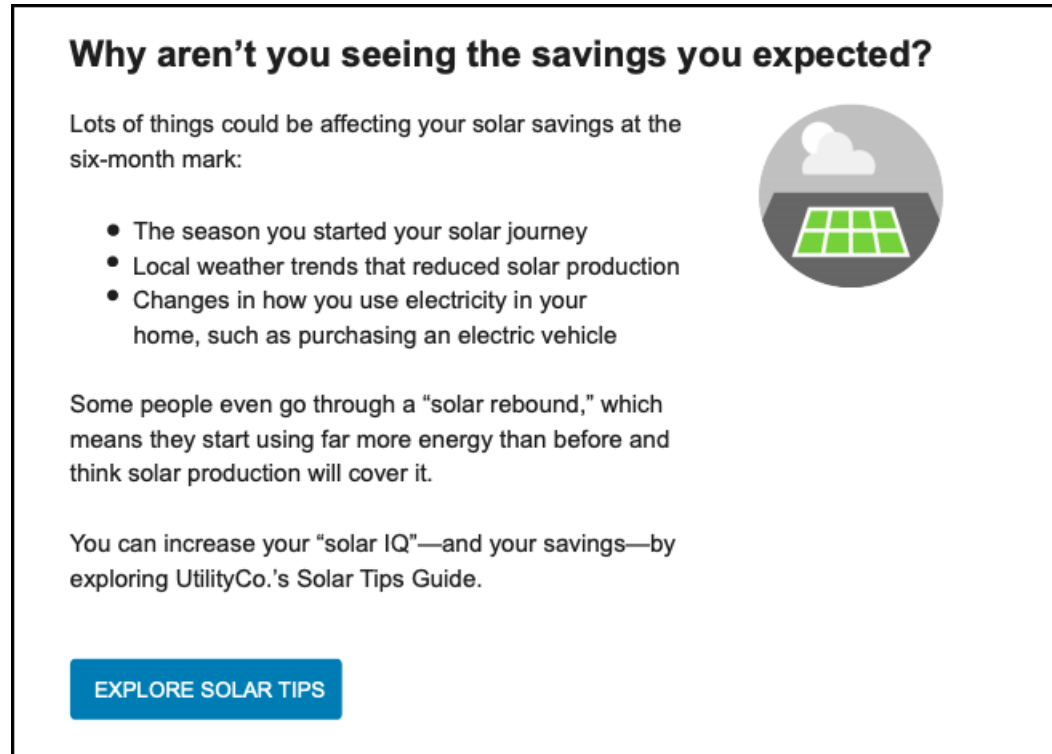 Why aren’t you seeing the savings you expected?
Lots of things could be affecting your solar savings at the
six-month mark:
● The season you started your solar journey
● Local weather trends that reduced solar production
● Changes in how you use electricity in your
home, such as purchasing an electric vehicle
Some people even go through a “solar rebound,” which
means they start using far more energy than before and
think solar production will cover it.
You can increase your “solar IQ”—and your savings—by
exploring UtilityCo.’s Solar Tips Guide.
EXPLORE SOLAR TIPS